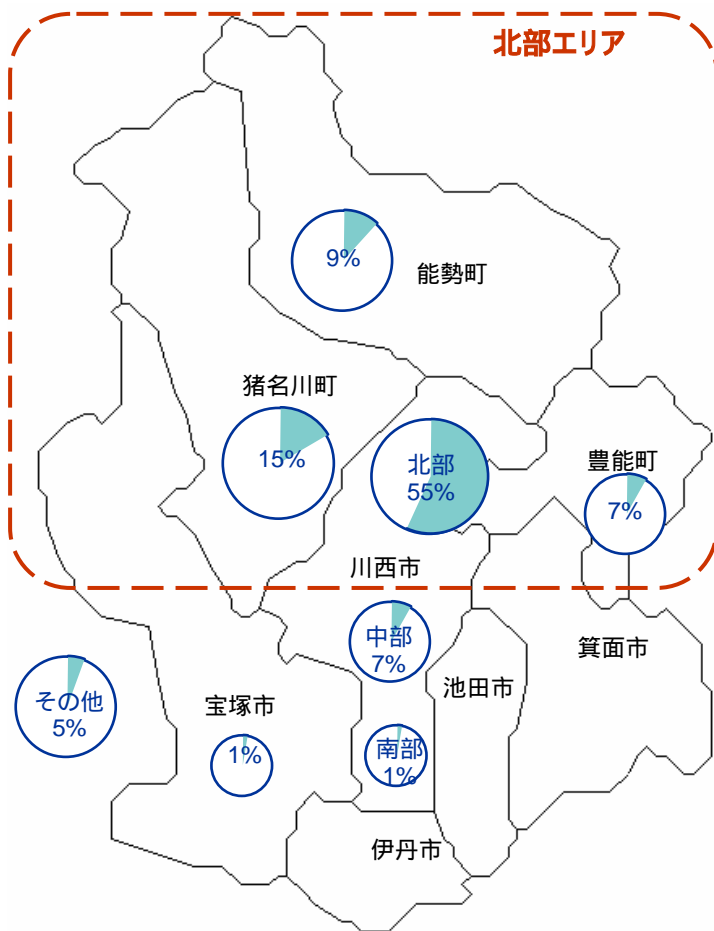 北部エリア
9%
能勢町
猪名川町
15%
北部
55%
豊能町
7%
川西市
中部
7%
箕面市
池田市
その他
5%
宝塚市
1%
南部
1%
伊丹市